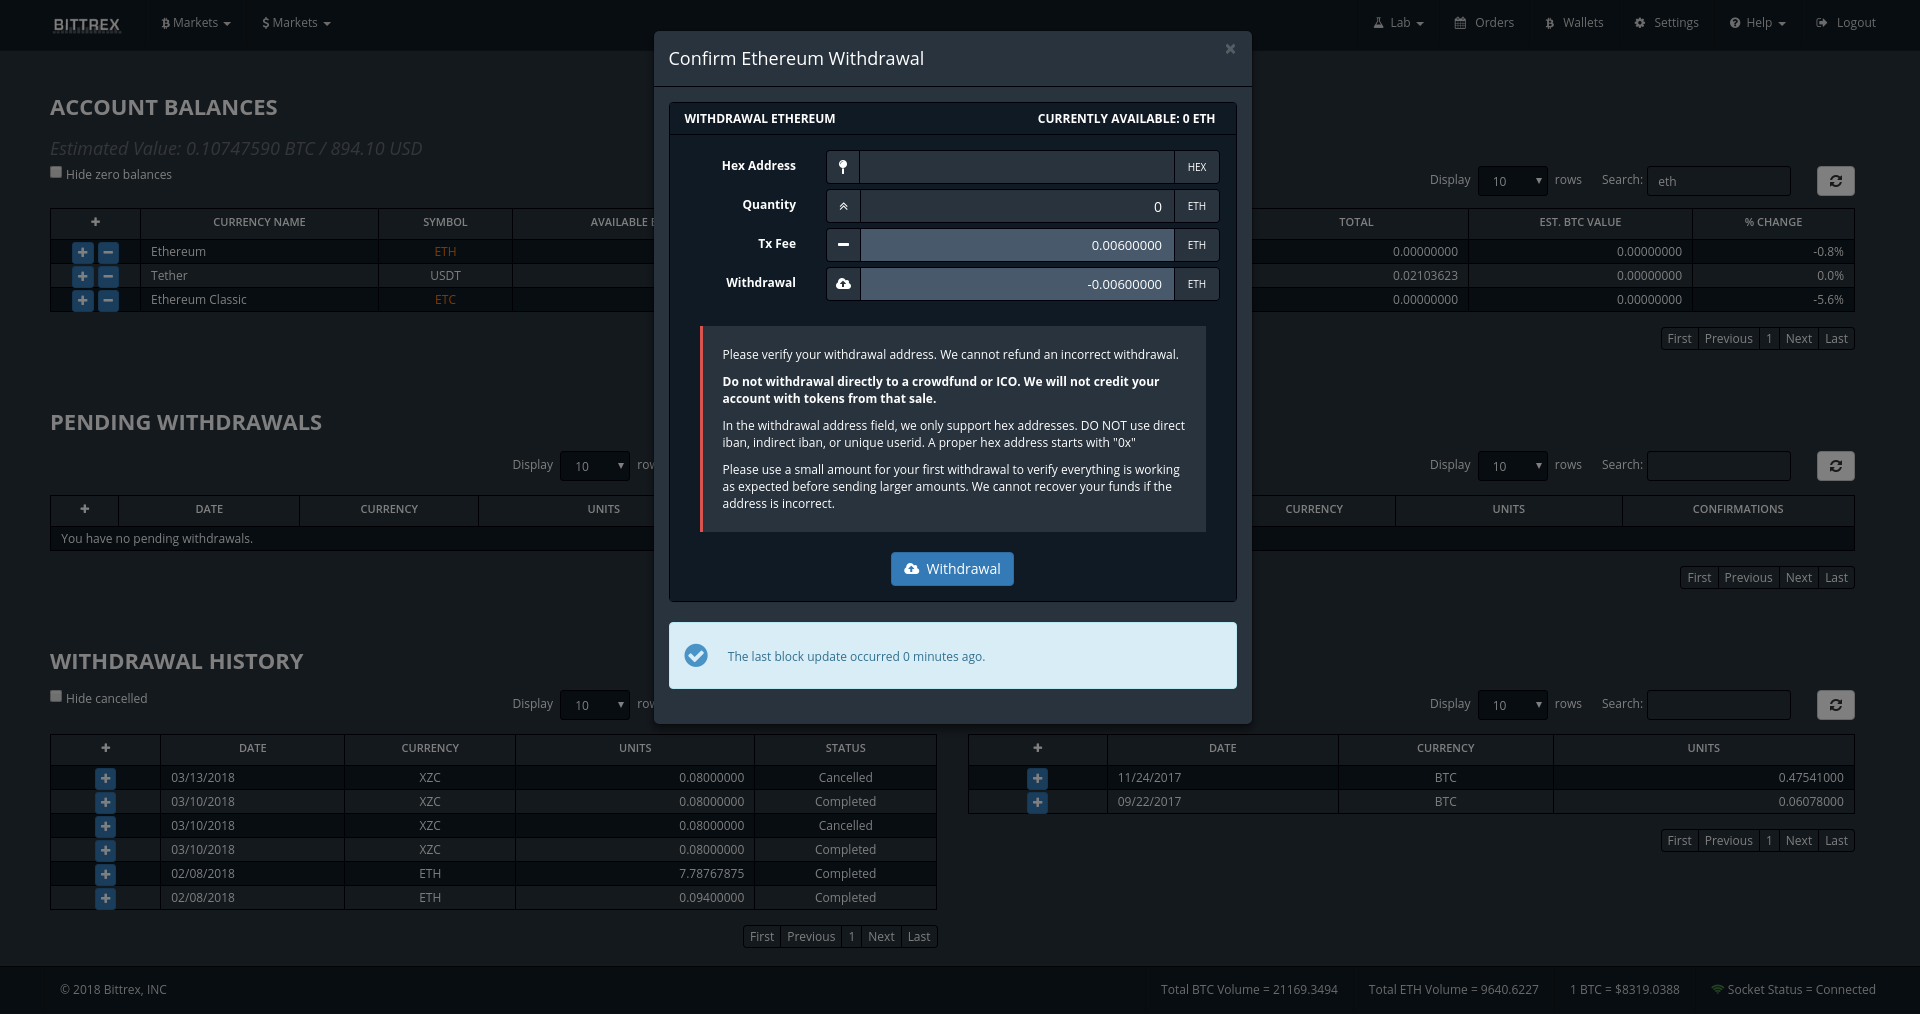 BITTREX
Markets
$ Markets
Lab
Orders
Wallets
Settings
Help
Logout
Confirm Ethereum Withdrawal
×
ACCOUNT BALANCES
Estimated Value: 0.10747590 BTC / 894.10 USD
Hide zero balances
Display 10 rows Search: eth
CURRENCY NAME SYMBOL AVAILABLE TOTAL EST. BTC VALUE % CHANGE
Ethereum ETH 0.00000000 0.00000000 -0.8%
Tether USDT 0.02103623 0.00000000 0.0%
Ethereum Classic ETC 0.00000000 0.00000000 -5.6%
First Previous 1 Next Last
WITHDRAWAL ETHEREUM CURRENTLY AVAILABLE: 0 ETH
Hex Address HEX
Quantity 0 ETH
Tx Fee 0.00600000 ETH
Withdrawal -0.00600000 ETH
Please verify your withdrawal address. We cannot refund an incorrect withdrawal.
Do not withdrawal directly to a crowdfund or ICO. We will not credit your
account with tokens from that sale.
In the withdrawal address field, we only support hex addresses. DO NOT use direct
iban, indirect iban, or unique userid. A proper hex address starts with "0x"
Please use a small amount for your first withdrawal to verify everything is working
as expected before sending larger amounts. We cannot recover your funds if the
address is incorrect.
Withdrawal
The last block update occurred 0 minutes ago.
PENDING WITHDRAWALS
Display 10
Display 10 rows Search:
DATE CURRENCY UNITS
CURRENCY UNITS CONFIRMATIONS
You have no pending withdrawals.
First Previous Next Last
WITHDRAWAL HISTORY
Hide cancelled
Display 10
Display 10 rows Search:
DATE CURRENCY UNITS STATUS
03/13/2018 XZC 0.08000000 Cancelled
03/10/2018 XZC 0.08000000 Completed
03/10/2018 XZC 0.08000000 Cancelled
03/10/2018 XZC 0.08000000 Completed
02/08/2018 ETH 7.78767875 Completed
02/08/2018 ETH 0.09400000 Completed
First Previous 1 Next Last
DATE CURRENCY UNITS
11/24/2017 BTC 0.47541000
09/22/2017 BTC 0.06078000
First Previous 1 Next Last
© 2018 Bittrex, INC
Total BTC Volume = 21169.3494
Total ETH Volume = 9640.6227
1 BTC = $8319.0388
Socket Status = Connected